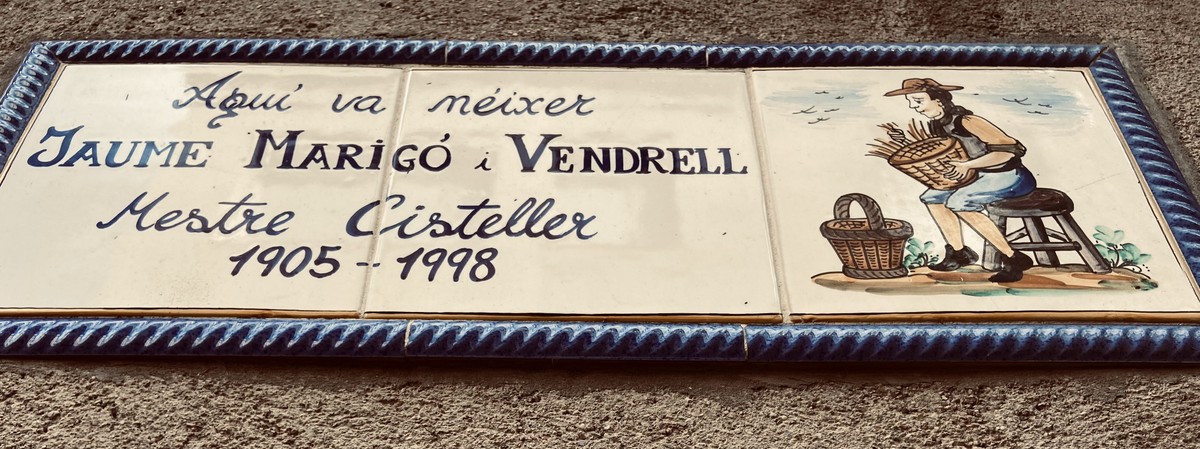 Aquí va néixer
JAUME MARIGÓ i VENDRELL
Mestre Cisteller
1905 - 1998